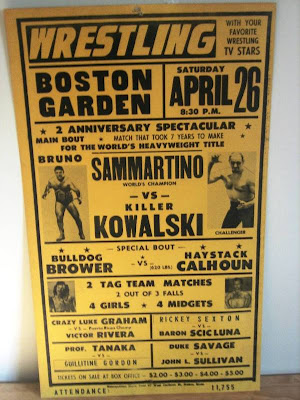 WRESTLING
WITH YOUR
FAVORITE
WRESTLING
TV STARS
BOSTON
GARDEN
SATURDAY
APRIL 26
8:30 P.M.
★ 2 ANNIVERSARY SPECTACULAR ★
MAIN BOUT ★ MATCH THAT TOOK 7 YEARS TO MAKE ★
FOR THE WORLD'S HEAVYWEIGHT TITLE
BRUNO
SAMMARTINO
WORLD'S CHAMPION
- VS -
KILLER
KOWALSKI
CHALLENGER
- SPECIAL BOUT -
★ BULLDOG ★
BROWER
- VS -
(620 LBS)
★ HAYSTACK ★
CALHOUN
2 TAG TEAM MATCHES
2 OUT OF 3 FALLS
4 GIRLS ★ 4 MIDGETS
CRAZY LUKE GRAHAM
- VS -
VICTOR RIVERA
RICKEY SEXTON
- VS -
BARON SCICLUNA
PROF. TANAKA
- VS -
GUILLITINE GORDON
DUKE SAVAGE
- VS -
JOHN L. SULLIVAN
TICKETS ON SALE AT BOX OFFICE - $2.00 - $3.00 - $4.00 - $5.00
ATTENDANCE: 11,755